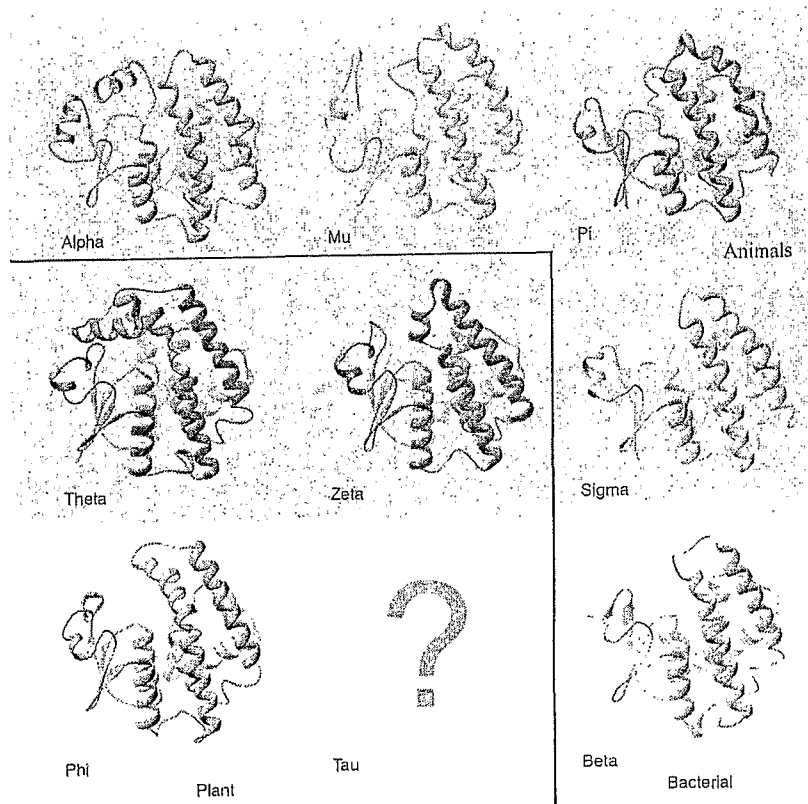 Alpha
Mu
Pi
Animals
Theta
Zeta
Sigma
Phi
Plant
Tau
?
Beta
Bacterial